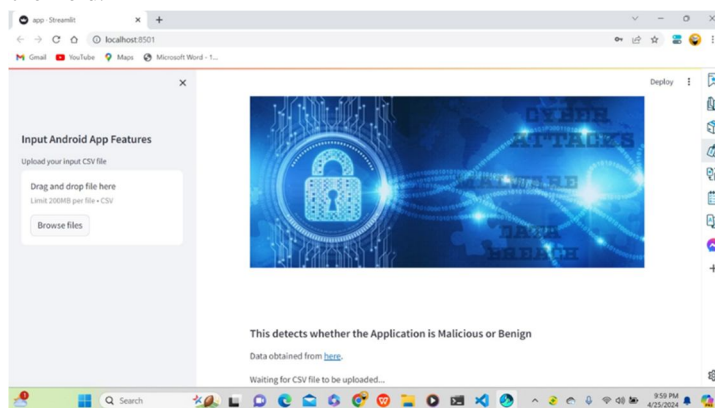 app · Streamlit
localhost:8501
Gmail YouTube Maps Microsoft Word - 1...
Deploy
Input Android App Features
Upload your input CSV file
Drag and drop file here
Limit 200MB per file • CSV
Browse files
CYBER
ATTACKS
MALWARE
DATA
BREACH
This detects whether the Application is Malicious or Benign
Data obtained from here.
Waiting for CSV file to be uploaded...
Search
9:59 PM
4/25/2024